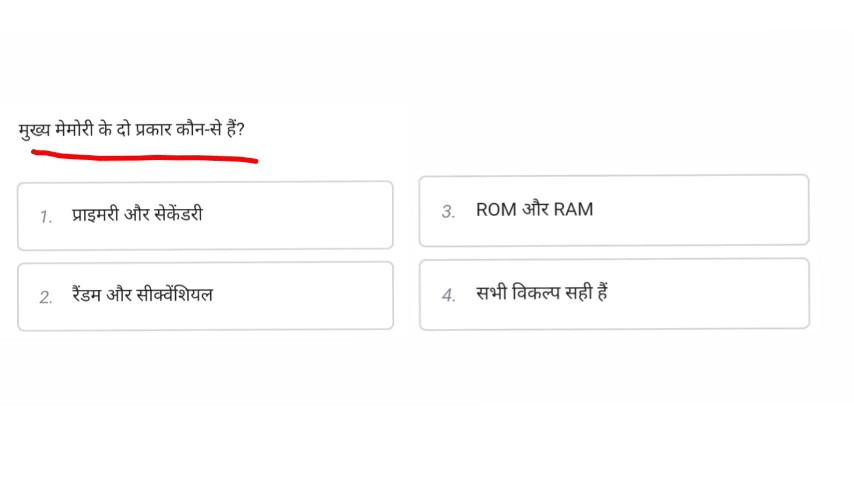 मुख्य मेमोरी के दो प्रकार कौन-से हैं?
1. प्राइमरी और सेकेंडरी
2. रैंडम और सीक्वेंशियल
3. ROM और RAM
4. सभी विकल्प सही हैं